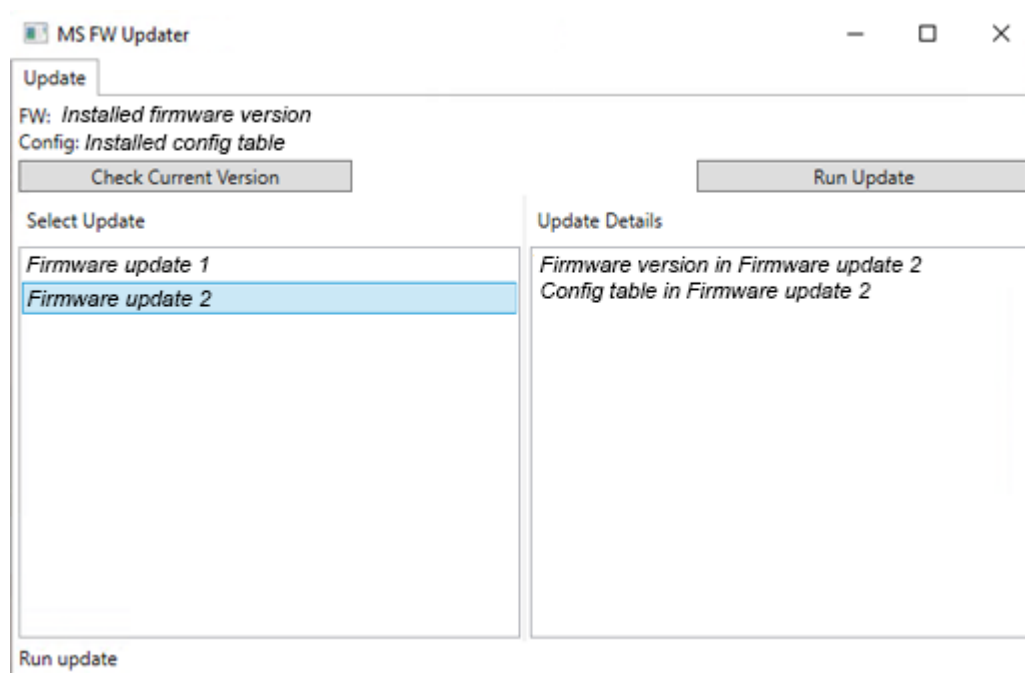 MS FW Updater
Update
FW: Installed firmware version
Config: Installed config table
Check Current Version
Run Update
Select Update
Firmware update 1
Firmware update 2
Update Details
Firmware version in Firmware update 2
Config table in Firmware update 2
Run update